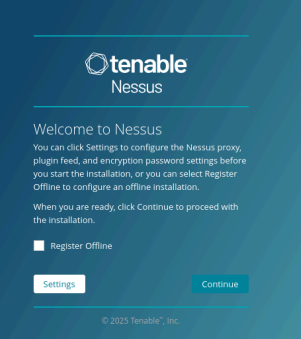 tenable
Nessus
Welcome to Nessus
You can click Settings to configure the Nessus proxy,
plugin feed, and encryption password settings before
you start the installation, or you can select Register
Offline to configure an offline installation.
When you are ready, click Continue to proceed with
the installation.
Register Offline
Settings
Continue
© 2025 Tenable™, Inc.